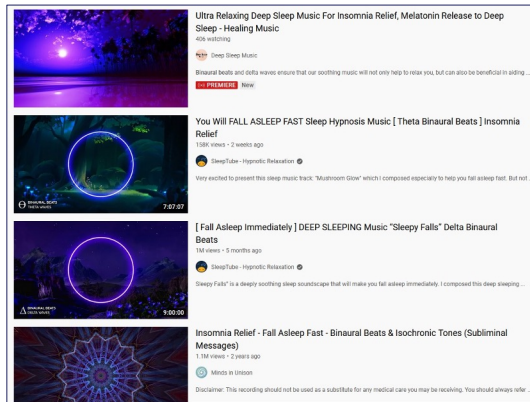 Ultra Relaxing Deep Sleep Music For Insomnia Relief, Melatonin Release to Deep
Sleep - Healing Music
406 watching
Deep Sleep Music
Binaural beats and delta waves ensure that our soothing music will not only help to relax you, but can also be beneficial in aiding ...
PREMIERE New
You Will FALL ASLEEP FAST Sleep Hypnosis Music [ Theta Binaural Beats ] Insomnia
Relief
158K views • 2 weeks ago
SleepTube - Hypnotic Relaxation
Very excited to present this sleep music track: "Mushroom Glow" which I composed especially to help you fall asleep fast. But not ...
BINAURAL BEATS
THETA WAVES
7:07:07
[ Fall Asleep Immediately ] DEEP SLEEPING Music “Sleepy Falls” Delta Binaural
Beats
1M views • 5 months ago
SleepTube - Hypnotic Relaxation
Sleepy Falls" is a deeply soothing sleep soundscape that will make you fall asleep immediately. I composed this deep sleeping ...
BINAURAL BEATS
DELTA WAVES
9:00:00
Insomnia Relief - Fall Asleep Fast - Binaural Beats & Isochronic Tones (Subliminal
Messages)
1.1M views • 2 years ago
Minds in Unison
Disclaimer: This recording should not be used as a substitute for any medical care you may be receiving. You should always refer ...